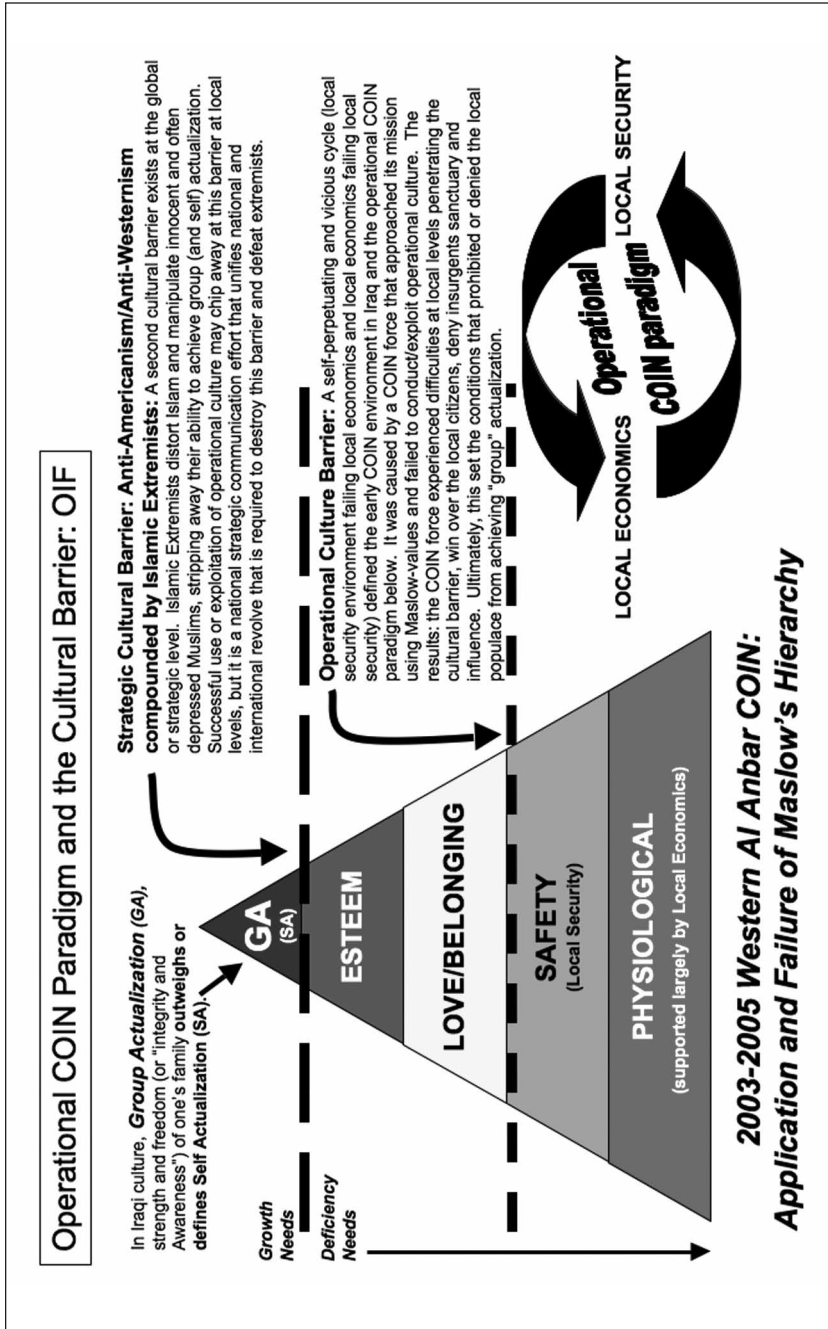 Operational COIN Paradigm and the Cultural Barrier: OIF
In Iraqi culture, Group Actualization (GA),
strength and freedom (or “integrity and
Awareness”) of one’s family outweighs or
defines Self Actualization (SA).
Strategic Cultural Barrier: Anti-Americanism/Anti-Westernism
compounded by Islamic Extremists: A second cultural barrier exists at the global
or strategic level. Islamic Extremists distort Islam and manipulate innocent and often
depressed Muslims, stripping away their ability to achieve group (and self) actualization.
Successful use or exploitation of operational culture may chip away at this barrier at local
levels, but it is a national strategic communication effort that unifies national and
international revolve that is required to destroy this barrier and defeat extremists.
Growth
Needs
Deficiency
Needs
GA
(SA)
ESTEEM
LOVE/BELONGING
SAFETY
(Local Security)
PHYSIOLOGICAL
(supported largely by Local Economics)
Operational Culture Barrier: A self-perpetuating and vicious cycle (local
security environment failing local economics and local economics failing local
security) defined the early COIN environment in Iraq and the operational COIN
paradigm below. It was caused by a COIN force that approached its mission
using Maslow-values and failed to conduct/exploit operational culture. The
results: the COIN force experienced difficulties at local levels penetrating the
cultural barrier, win over the local citizens, deny insurgents sanctuary and
influence. Ultimately, this set the conditions that prohibited or denied the local
populace from achieving “group” actualization.
LOCAL ECONOMICS
Operational
COIN paradigm
LOCAL SECURITY
2003-2005 Western Al Anbar COIN:
Application and Failure of Maslow’s Hierarchy